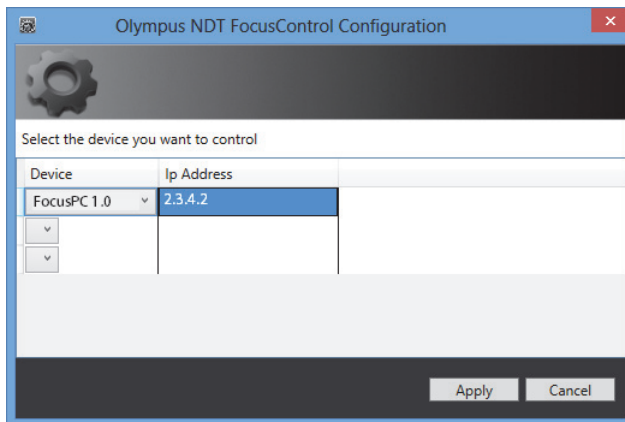 Olympus NDT FocusControl Configuration
Select the device you want to control
Device Ip Address
FocusPC 1.0 2.3.4.2
Apply Cancel